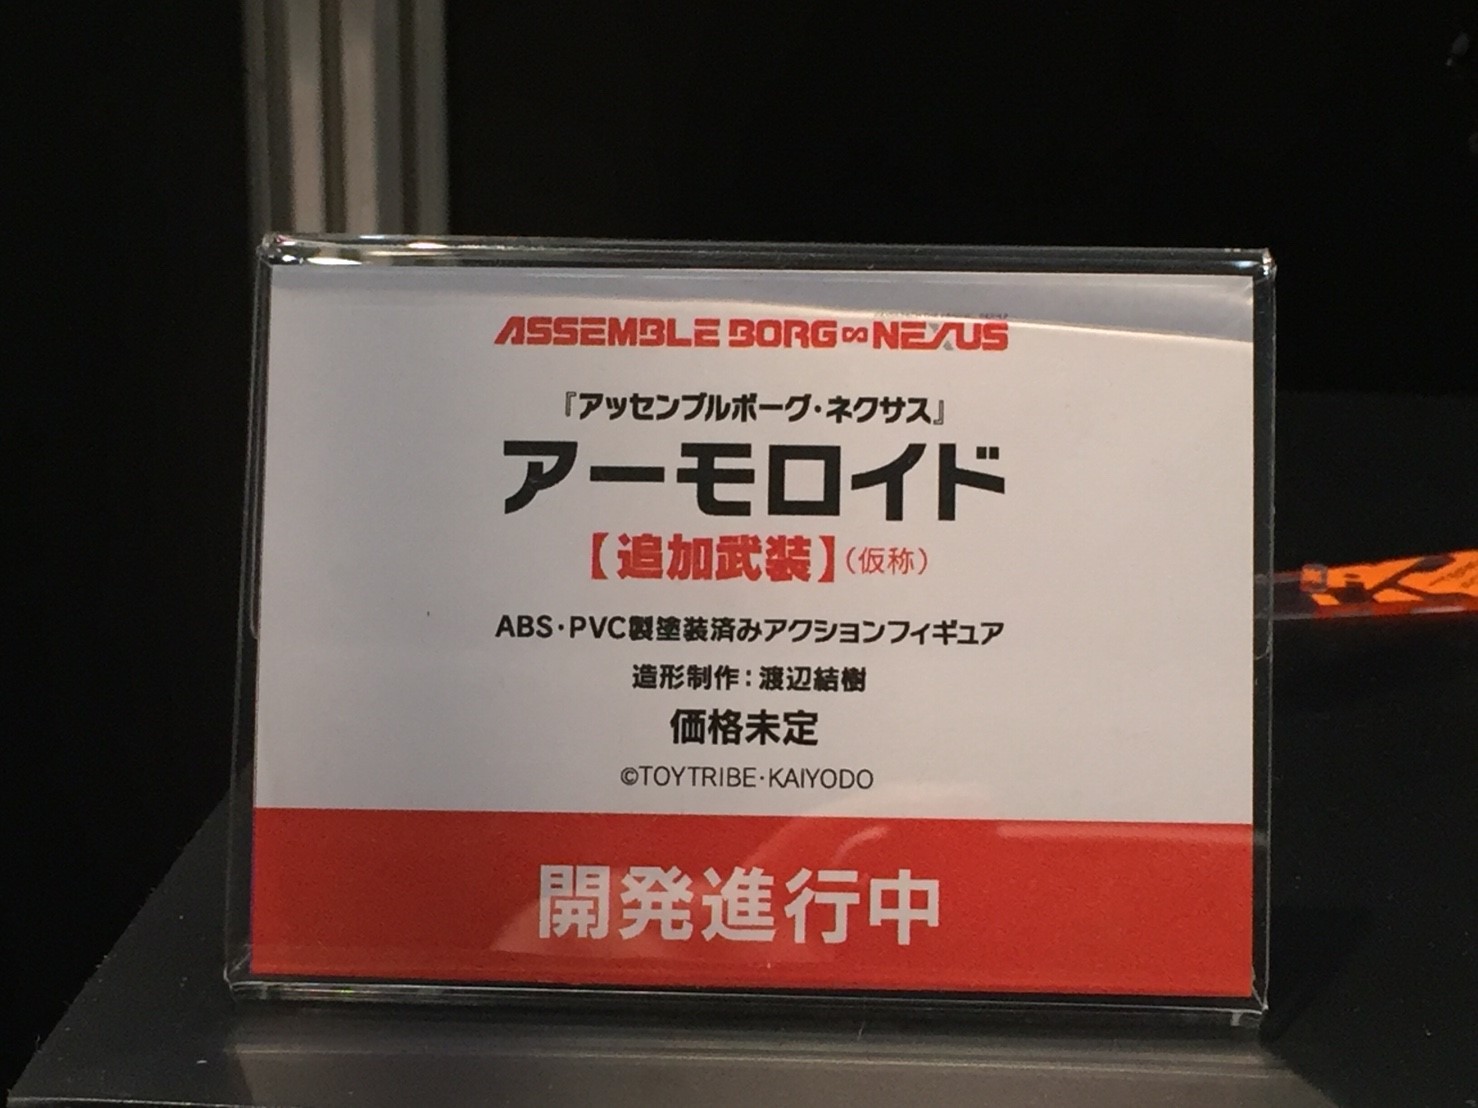 ASSEMBLE BORG∞NEXUS
『アッセンブルボーグ・ネクサス』
アーモロイド
【追加武装】(仮称)
ABS・PVC製塗装済みアクションフィギュア
造形制作:渡辺結樹
価格未定
©TOYTRIBE・KAIYODO
開発進行中